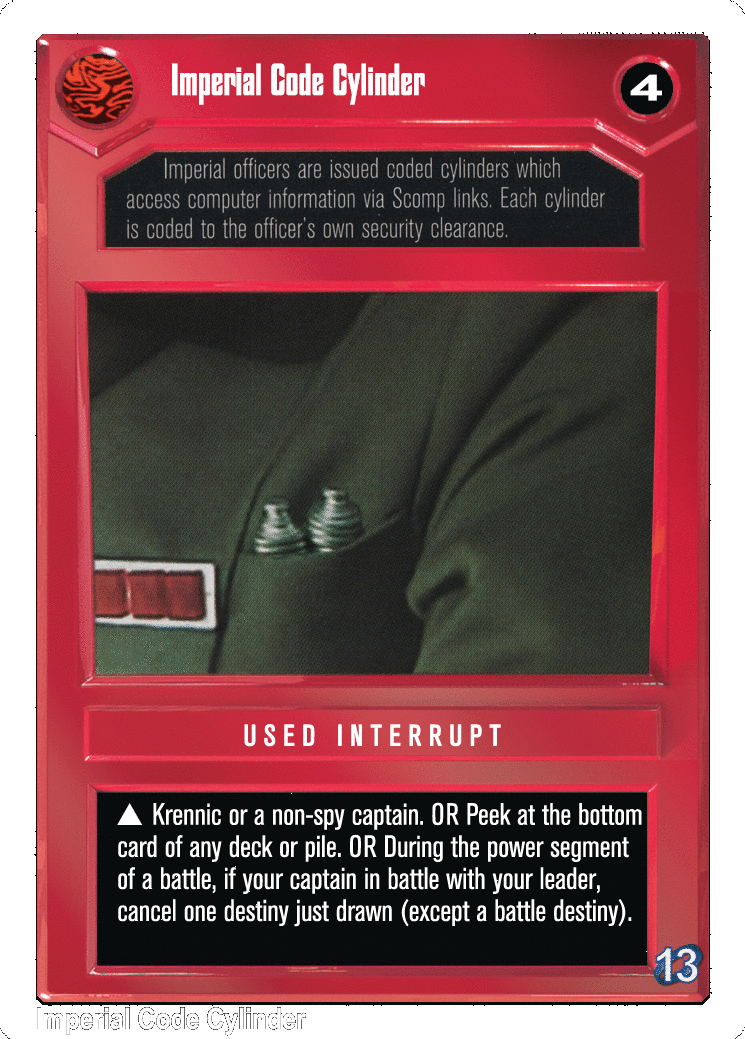 Imperial Code Cylinder
4
Imperial officers are issued coded cylinders which
access computer information via Scomp links. Each cylinder
is coded to the officer's own security clearance.
USED INTERRUPT
▲ Krennic or a non-spy captain. OR Peek at the bottom
card of any deck or pile. OR During the power segment
of a battle, if your captain in battle with your leader,
cancel one destiny just drawn (except a battle destiny).
13
Imperial Code Cylinder